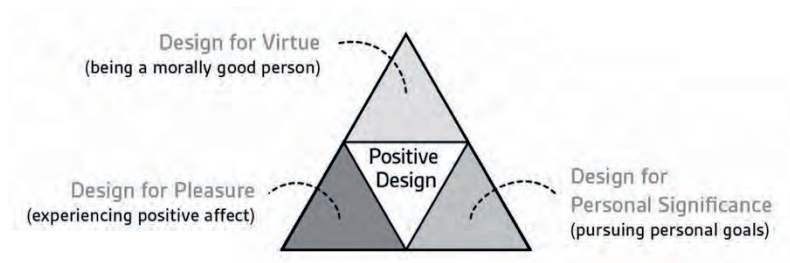 Design for Virtue
(being a morally good person)
Positive
Design
Design for Pleasure
(experiencing positive affect)
Design for
Personal Significance
(pursuing personal goals)